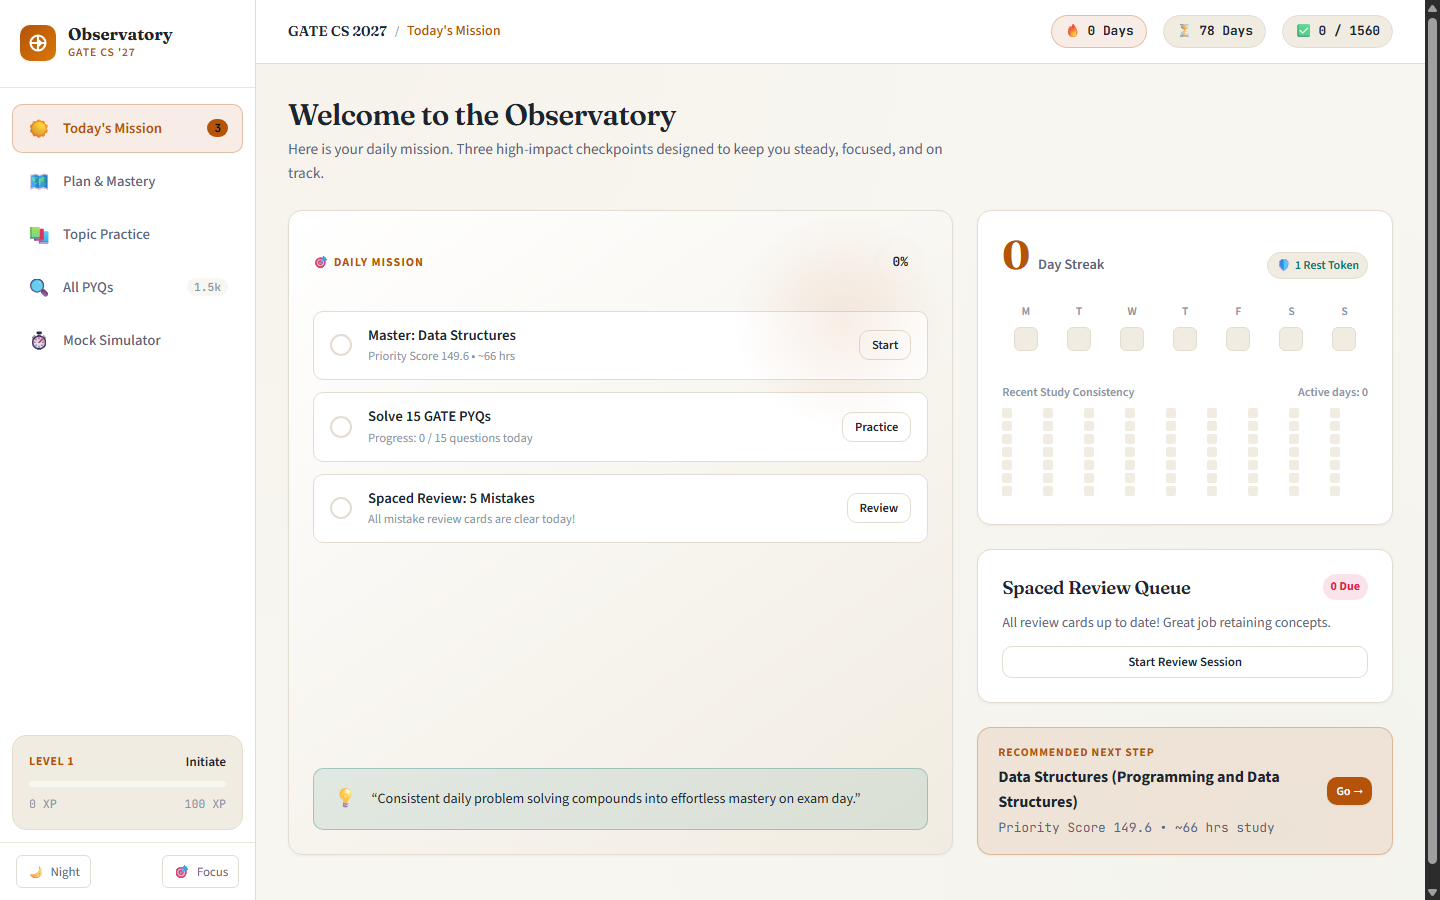 Observatory
GATE CS '27
Today's Mission
3
Plan & Mastery
Topic Practice
All PYQs
1.5k
Mock Simulator
LEVEL 1
Initiate
0 XP
100 XP
Night
Focus
GATE CS 2027 / Today's Mission
0 Days
78 Days
0 / 1560
Welcome to the Observatory
Here is your daily mission. Three high-impact checkpoints designed to keep you steady, focused, and on
track.
DAILY MISSION
0%
Master: Data Structures
Priority Score 149.6 • ~66 hrs
Start
Solve 15 GATE PYQs
Progress: 0 / 15 questions today
Practice
Spaced Review: 5 Mistakes
All mistake review cards are clear today!
Review
“Consistent daily problem solving compounds into effortless mastery on exam day.”
0 Day Streak
1 Rest Token
M T W T F S S
Recent Study Consistency
Active days: 0
Spaced Review Queue
0 Due
All review cards up to date! Great job retaining concepts.
Start Review Session
RECOMMENDED NEXT STEP
Data Structures (Programming and Data
Structures)
Priority Score 149.6 • ~66 hrs study
Go →